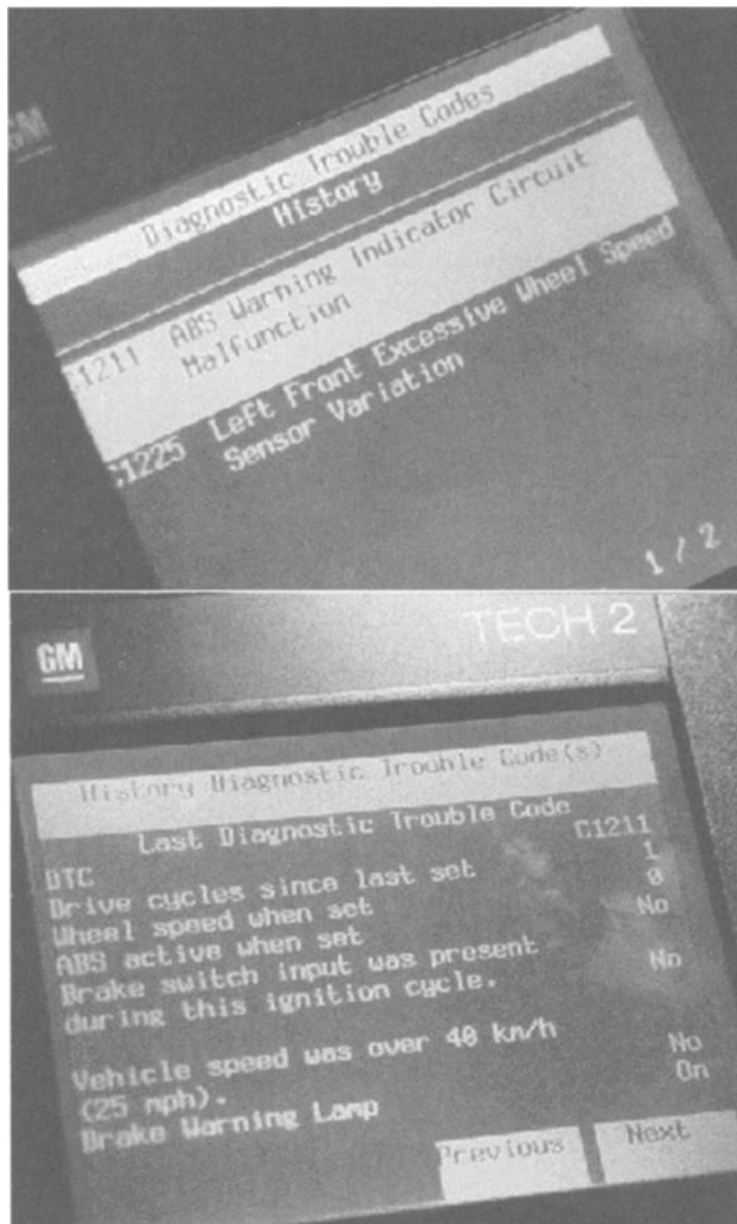 GM
Diagnostic Trouble Codes
History
C1211 ABS Warning Indicator Circuit
Malfunction
C1225 Left Front Excessive Wheel Speed
Sensor Variation
1 / 2
GM
TECH 2
History Diagnostic Trouble Code(s)
Last Diagnostic Trouble Code
DTC C1211
Drive cycles since last set 1
Wheel speed when set 0
ABS active when set No
Brake switch input was present
during this ignition cycle. No
Vehicle speed was over 40 km/h
(25 mph). No
Brake Warning Lamp On
Previous Next